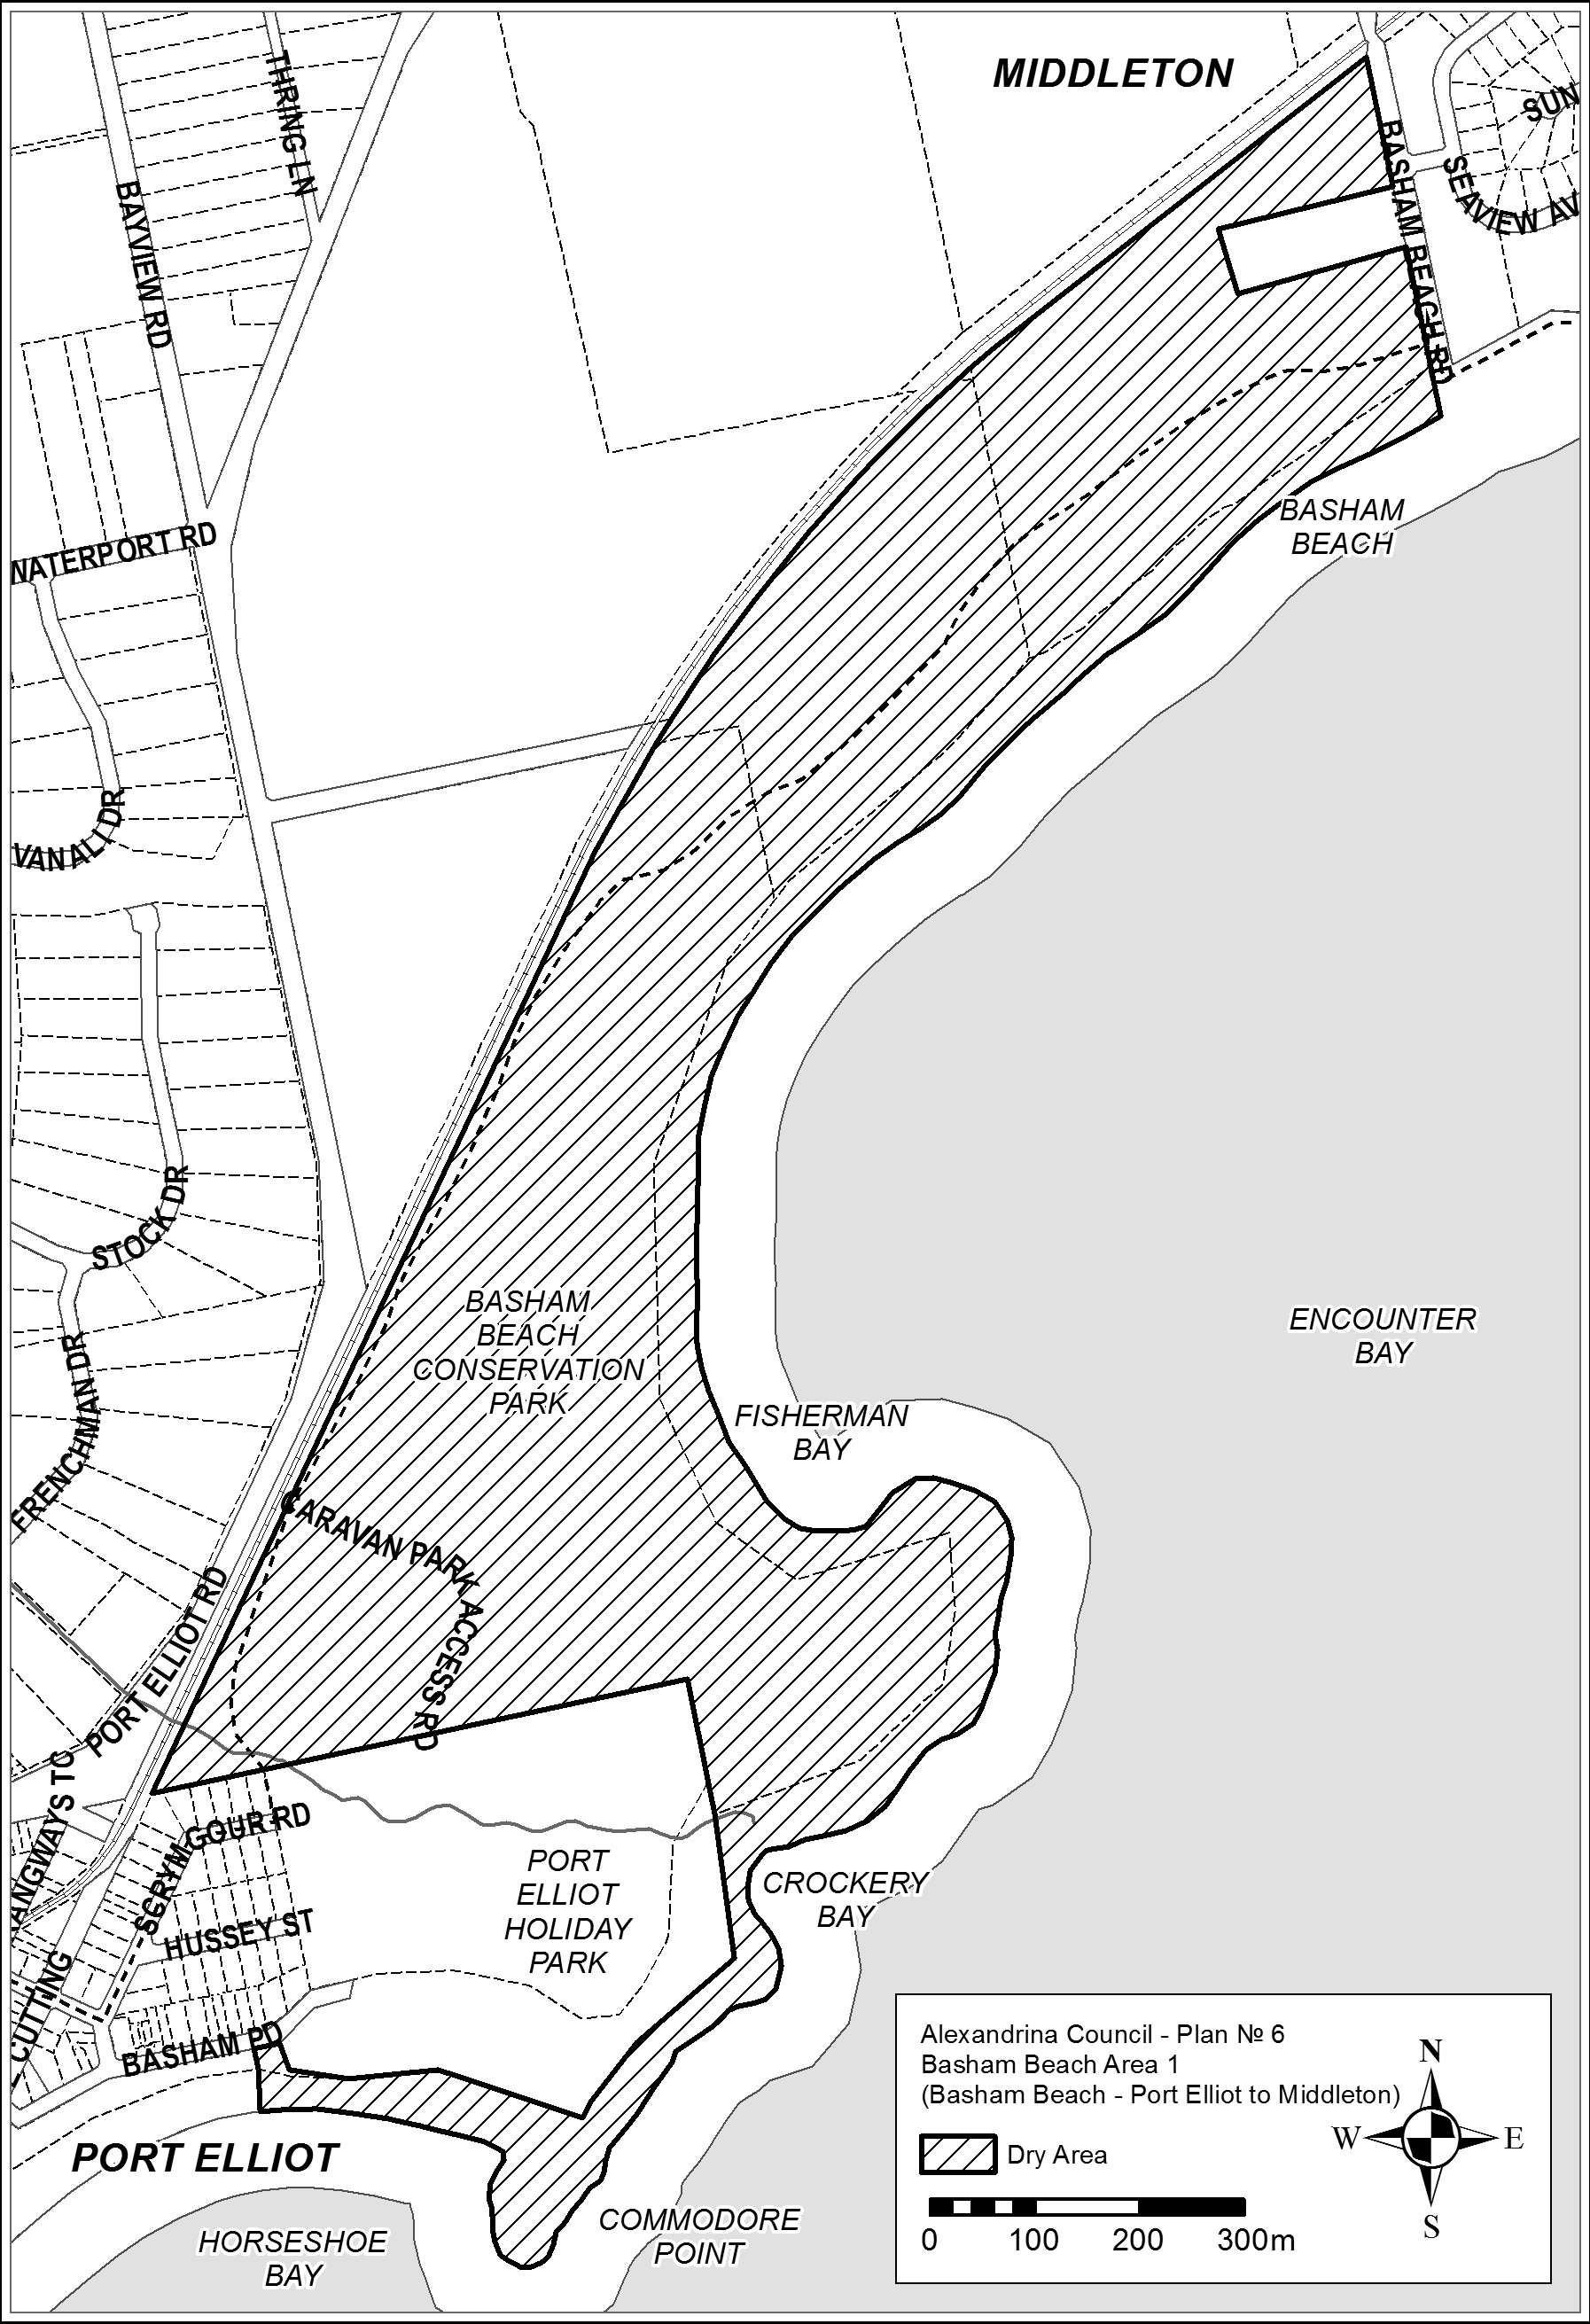 MIDDLETON
THRING LN
SUN
BAYVIEW RD
BASHAM BEACH RD
SEAVIEW AV
BASHAM
BEACH
WATERPORT RD
VANALI DR
STOCK DR
BASHAM
BEACH
CONSERVATION
PARK
ENCOUNTER
BAY
FRENCHMAN DR
FISHERMAN
BAY
CARAVAN PARK ACCESS RD
PORT ELLIOT RD
SCRYMGOUR RD
PORT
ELLIOT
HOLIDAY
PARK
CROCKERY
BAY
HUSSEY ST
CUTTING
BASHAM PD
PORT ELLIOT
HORSESHOE
BAY
COMMODORE
POINT
Alexandrina Council - Plan № 6
Basham Beach Area 1
(Basham Beach - Port Elliot to Middleton)
Dry Area
N
W
E
S
0 100 200 300m